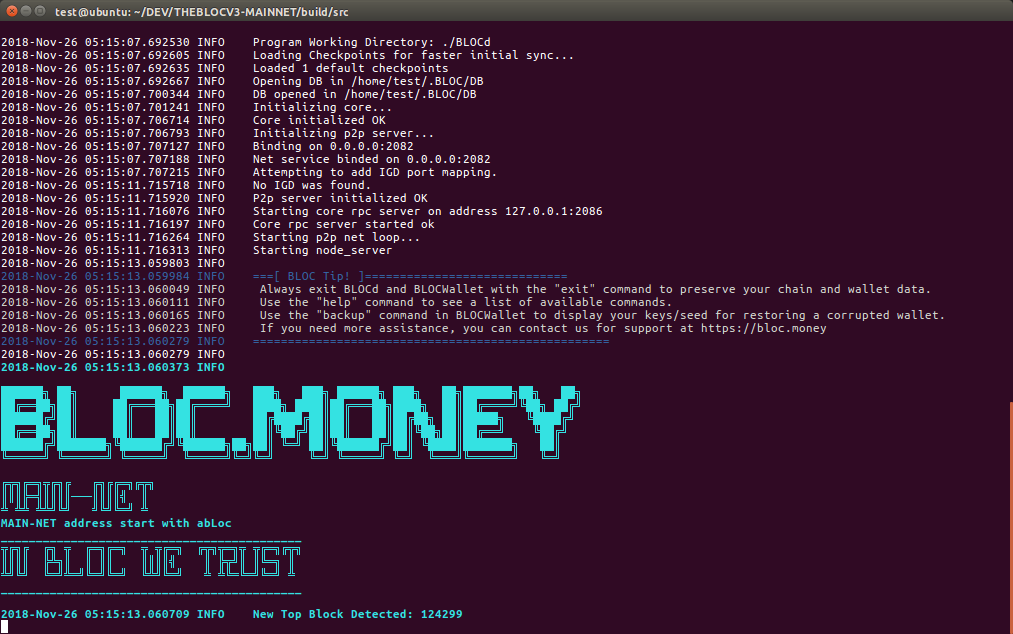 test@ubuntu: ~/DEV/THEBLOCV3-MAINNET/build/src
2018-Nov-26 05:15:07.692530 INFO    Program Working Directory: ./BLOCd
2018-Nov-26 05:15:07.692605 INFO    Loading Checkpoints for faster initial sync...
2018-Nov-26 05:15:07.692635 INFO    Loaded 1 default checkpoints
2018-Nov-26 05:15:07.692667 INFO    Opening DB in /home/test/.BLOC/DB
2018-Nov-26 05:15:07.700344 INFO    DB opened in /home/test/.BLOC/DB
2018-Nov-26 05:15:07.701241 INFO    Initializing core...
2018-Nov-26 05:15:07.706714 INFO    Core initialized OK
2018-Nov-26 05:15:07.706793 INFO    Initializing p2p server...
2018-Nov-26 05:15:07.707127 INFO    Binding on 0.0.0.0:2082
2018-Nov-26 05:15:07.707188 INFO    Net service binded on 0.0.0.0:2082
2018-Nov-26 05:15:07.707215 INFO    Attempting to add IGD port mapping.
2018-Nov-26 05:15:11.715718 INFO    No IGD was found.
2018-Nov-26 05:15:11.715920 INFO    P2p server initialized OK
2018-Nov-26 05:15:11.716076 INFO    Starting core rpc server on address 127.0.0.1:2086
2018-Nov-26 05:15:11.716197 INFO    Core rpc server started ok
2018-Nov-26 05:15:11.716264 INFO    Starting p2p net loop...
2018-Nov-26 05:15:11.716313 INFO    Starting node_server
2018-Nov-26 05:15:13.059803 INFO
2018-Nov-26 05:15:13.059984 INFO    ===[ BLOC Tip! ]=============================
2018-Nov-26 05:15:13.060049 INFO     Always exit BLOCd and BLOCWallet with the "exit" command to preserve your chain and wallet data.
2018-Nov-26 05:15:13.060111 INFO     Use the "help" command to see a list of available commands.
2018-Nov-26 05:15:13.060165 INFO     Use the "backup" command in BLOCWallet to display your keys/seed for restoring a corrupted wallet.
2018-Nov-26 05:15:13.060223 INFO     If you need more assistance, you can contact us for support at https://bloc.money
2018-Nov-26 05:15:13.060279 INFO    ===================================================
2018-Nov-26 05:15:13.060279 INFO
2018-Nov-26 05:15:13.060373 INFO
BLOC.MONEY
MAIN-NET
MAIN-NET address start with abLoc
IN BLOC WE TRUST
2018-Nov-26 05:15:13.060709 INFO    New Top Block Detected: 124299